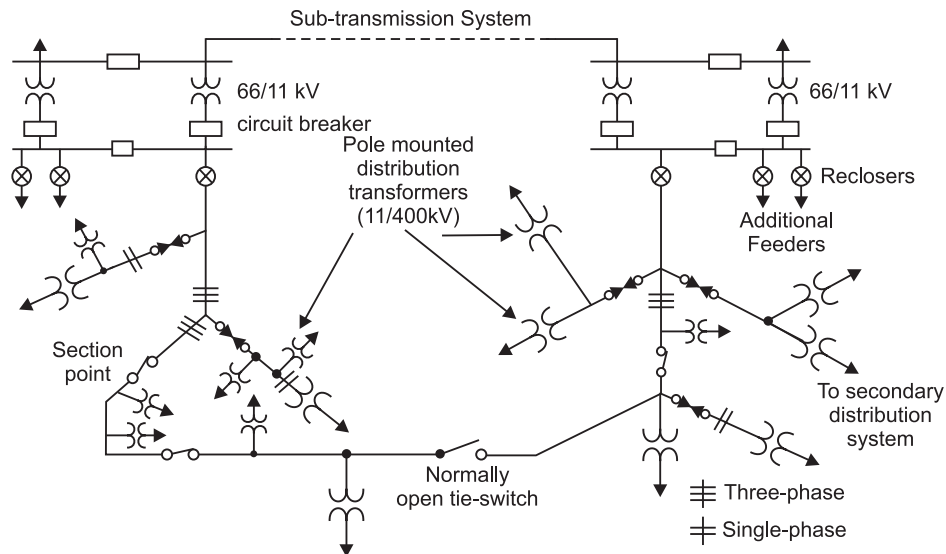 Sub-transmission System
66/11 kV
66/11 kV
circuit breaker
Pole mounted
distribution
transformers
(11/400kV)
Reclosers
Additional
Feeders
Section
point
To secondary
distribution
system
Normally
open tie-switch
Three-phase
Single-phase